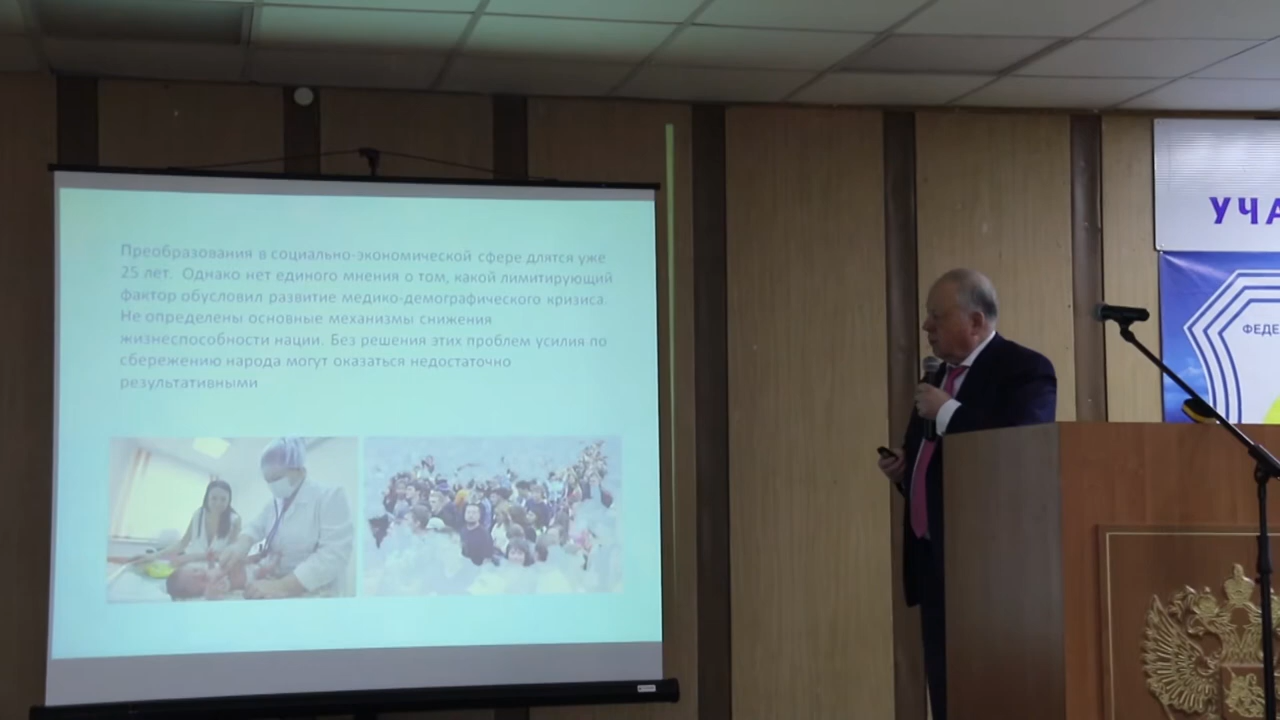 Преобразования в социально-экономической сфере длятся уже
25 лет. Однако нет единого мнения о том, какой лимитирующий
фактор обусловил развитие медико-демографического кризиса.
Не определены основные механизмы снижения
жизнеспособности нации. Без решения этих проблем усилия по
сбережению народа могут оказаться недостаточно
результативными
УЧА
ФЕДЕ